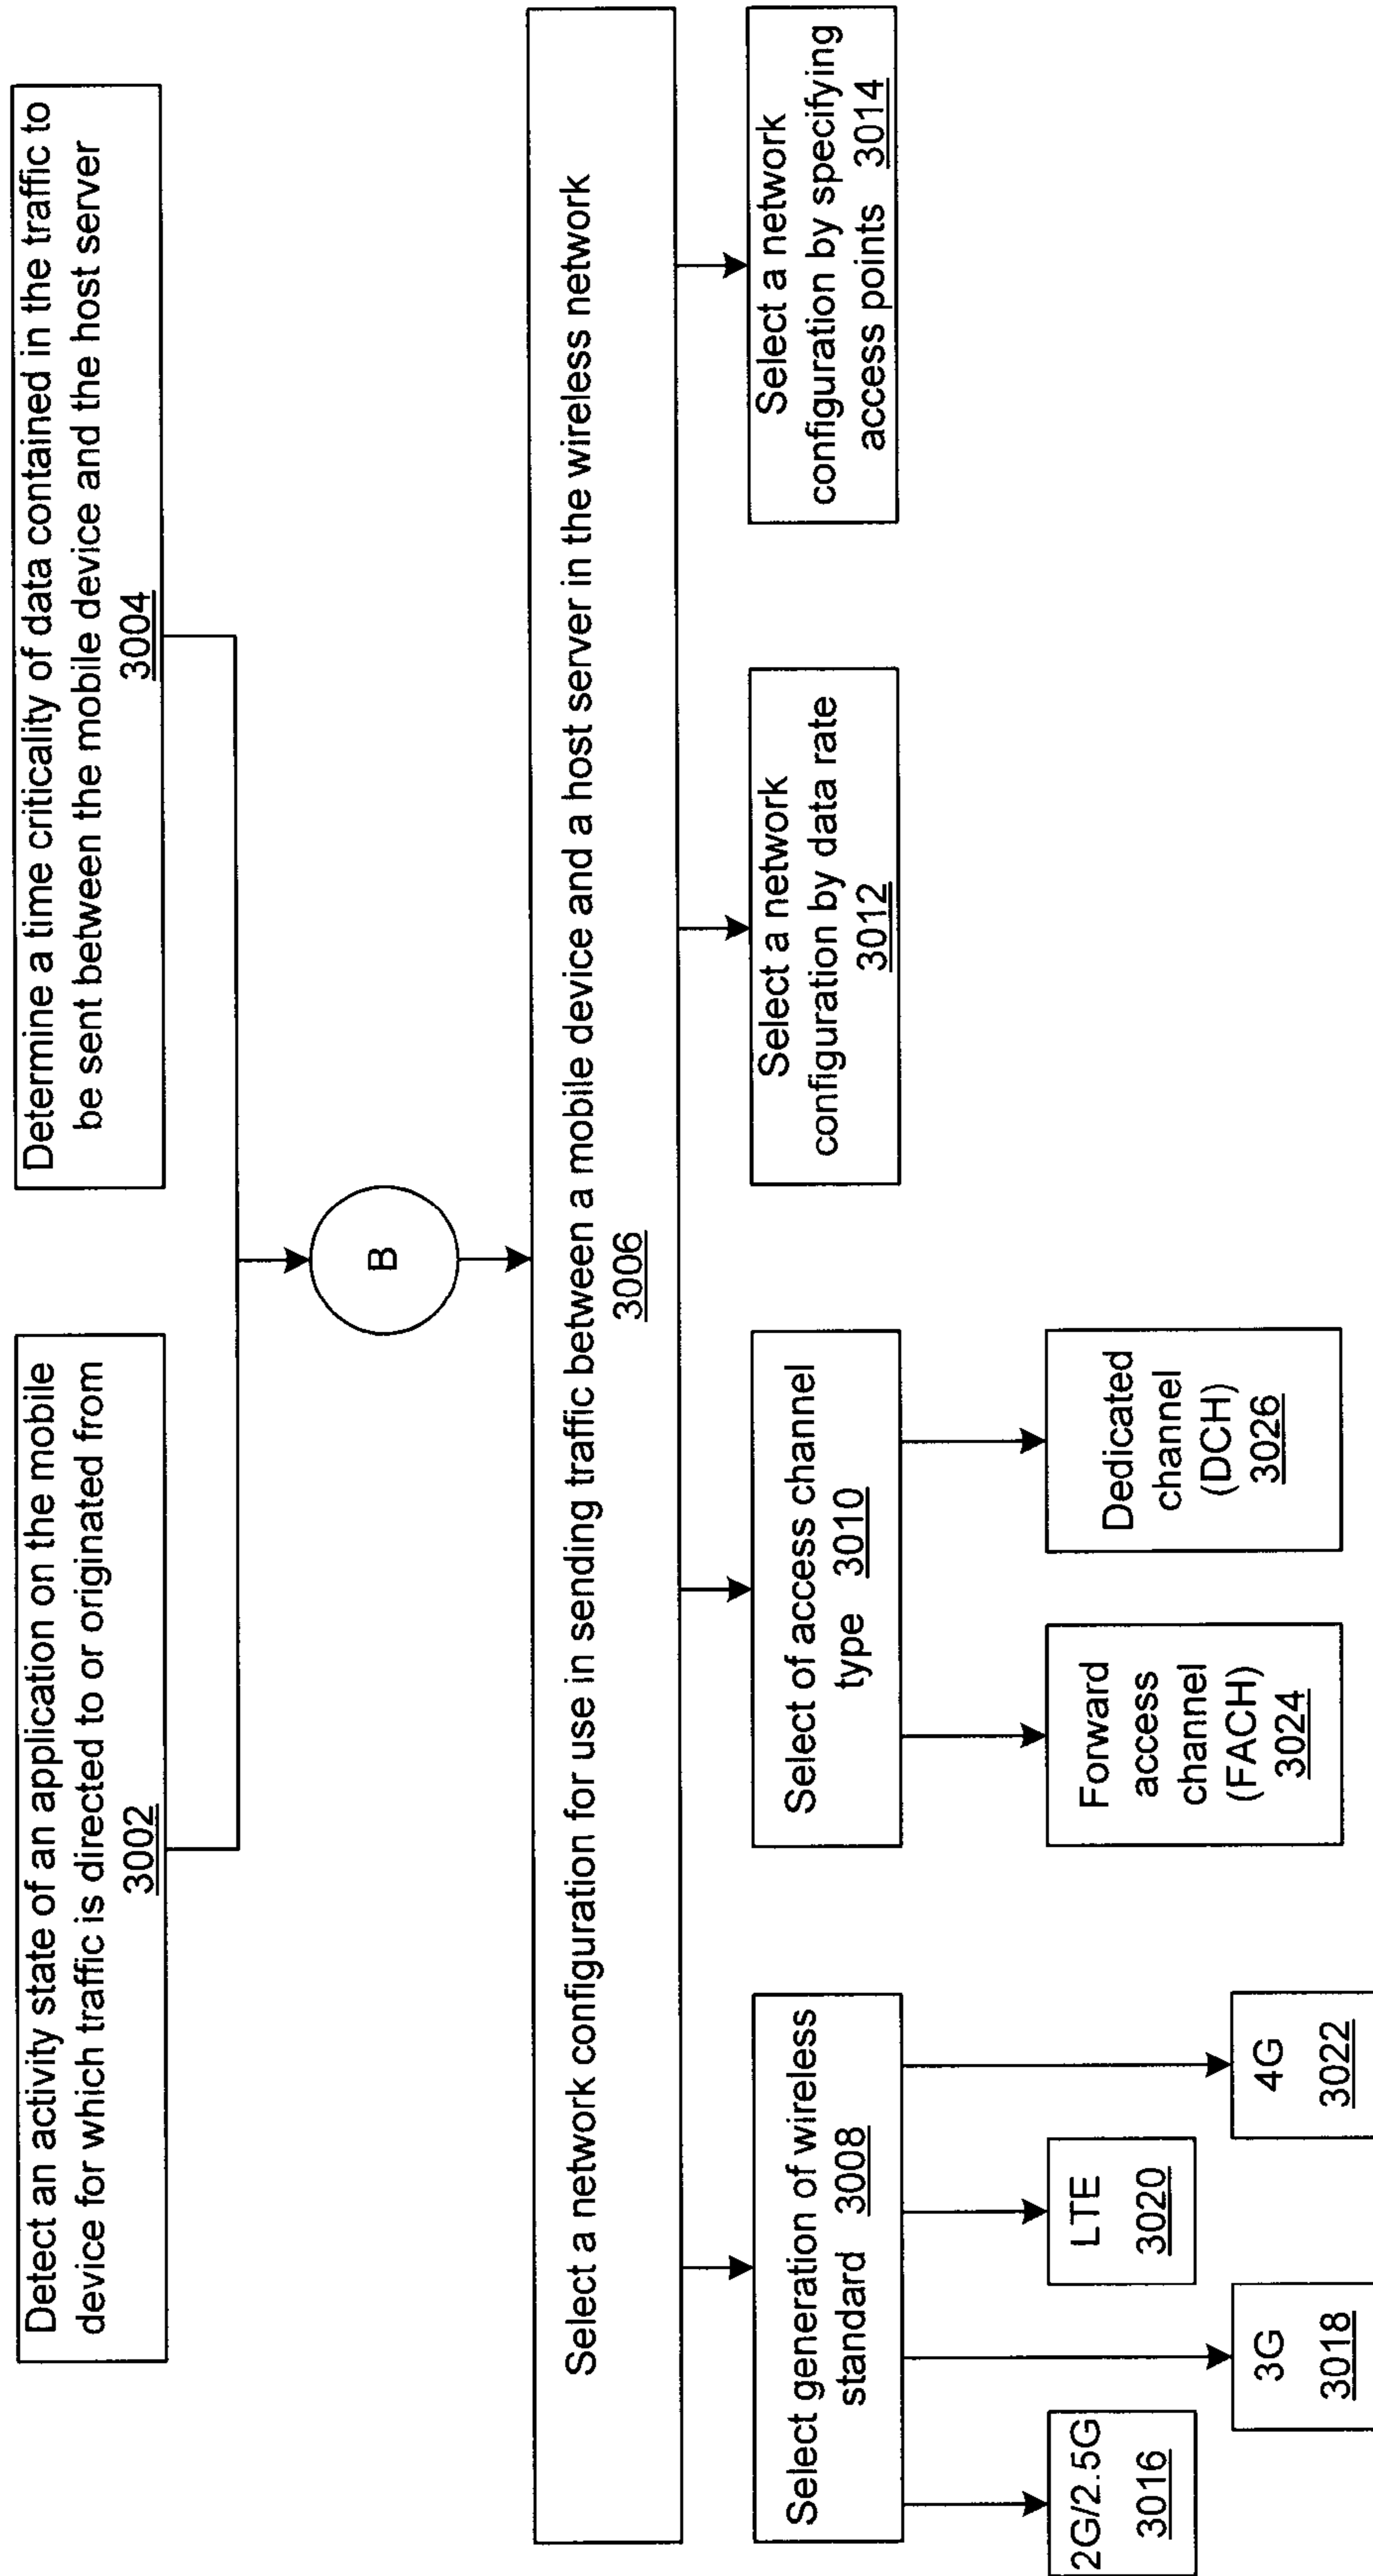 Detect an activity state of an application on the mobile
device for which traffic is directed to or originated from
3002
Determine a time criticality of data contained in the traffic to
be sent between the mobile device and the host server
3004
B
Select a network configuration for use in sending traffic between a mobile device and a host server in the wireless network
3006
Select generation of wireless
standard 3008
Select of access channel
type 3010
Select a network
configuration by data rate
3012
Select a network
configuration by specifying
access points 3014
2G/2.5G
3016
3G
3018
LTE
3020
4G
3022
Forward
access
channel
(FACH)
3024
Dedicated
channel
(DCH)
3026